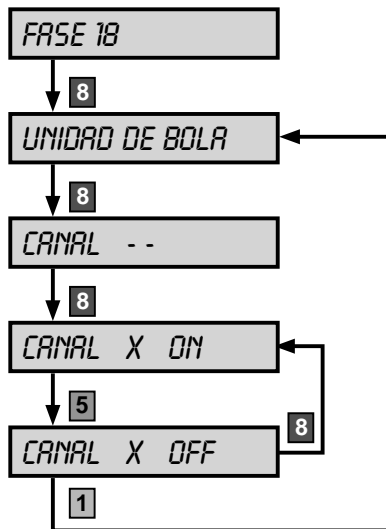 FASE 18
8
UNIDAD DE BOLA
8
CANAL - -
8
CANAL X ON
5
8
CANAL X OFF
1